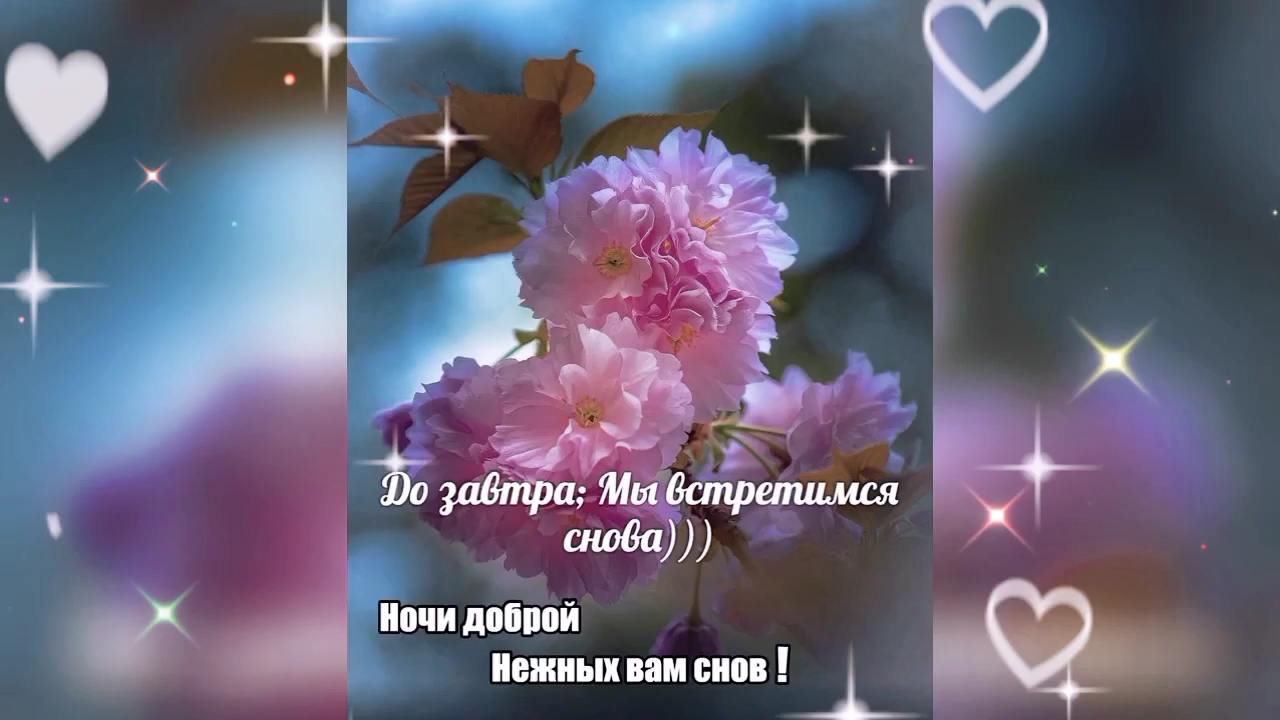 До завтра; Мы встретимся
снова)))
Ночи доброй
Нежных вам снов !